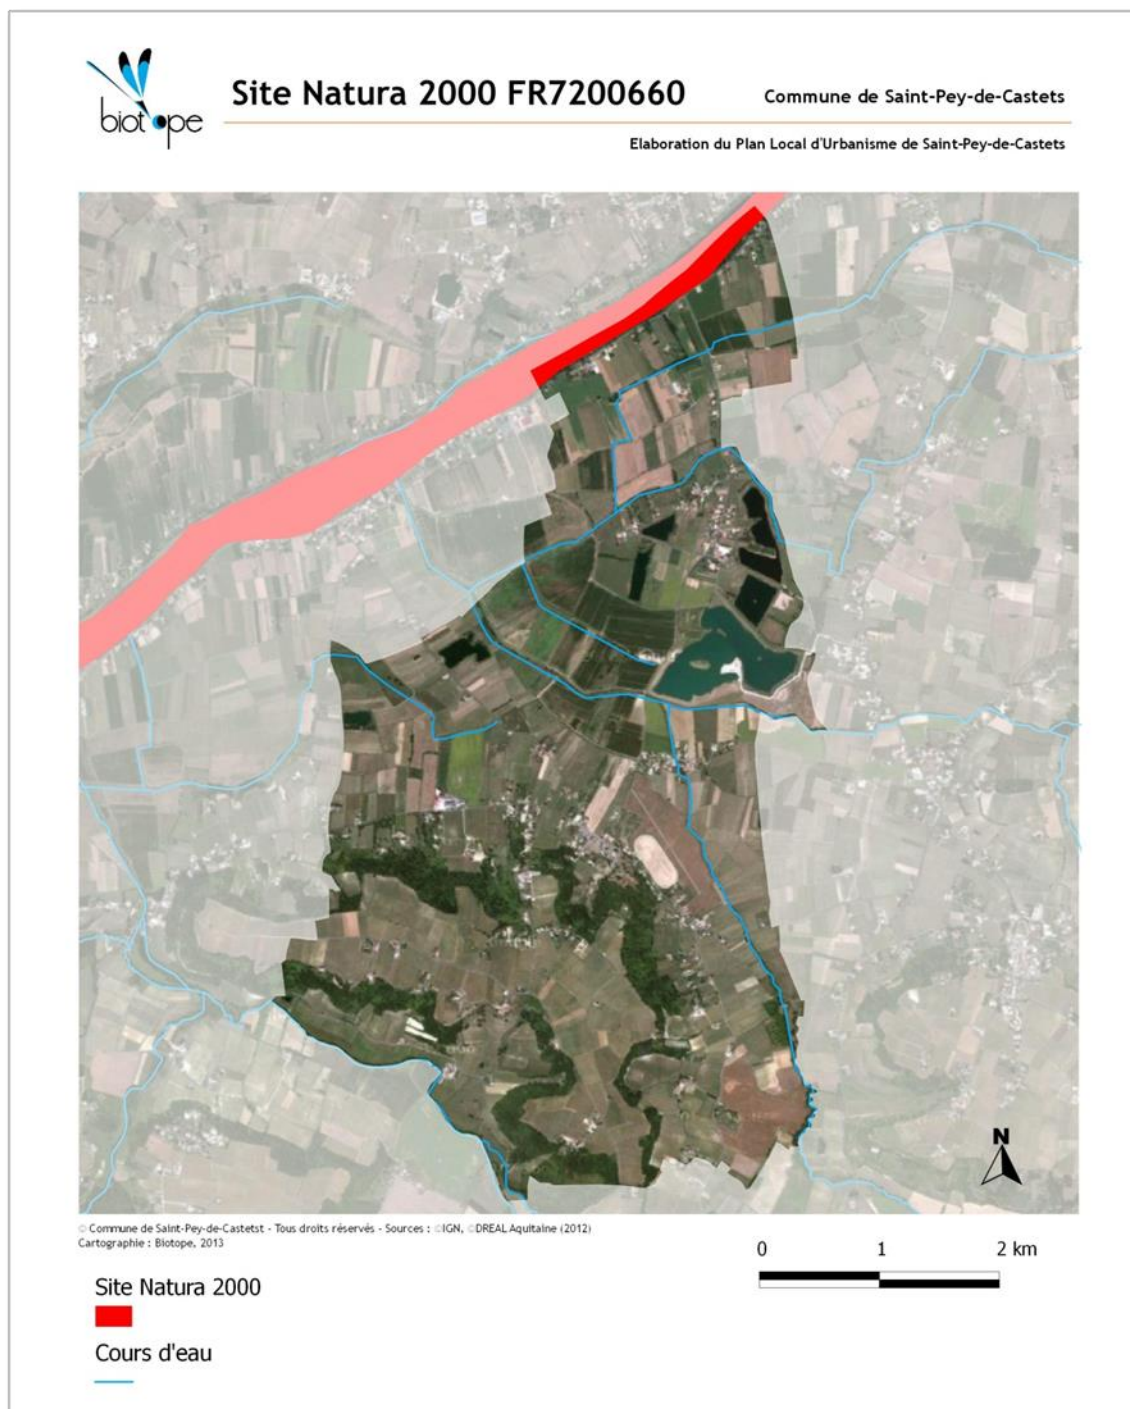 biotope
Site Natura 2000 FR7200660
Commune de Saint-Pey-de-Castets
Elaboration du Plan Local d'Urbanisme de Saint-Pey-de-Castets
N
© Commune de Saint-Pey-de-Castetst - Tous droits réservés - Sources : ©IGN, ©DREAL Aquitaine (2012)
Cartographie : Biotope, 2013
0 1 2 km
Site Natura 2000
Cours d'eau